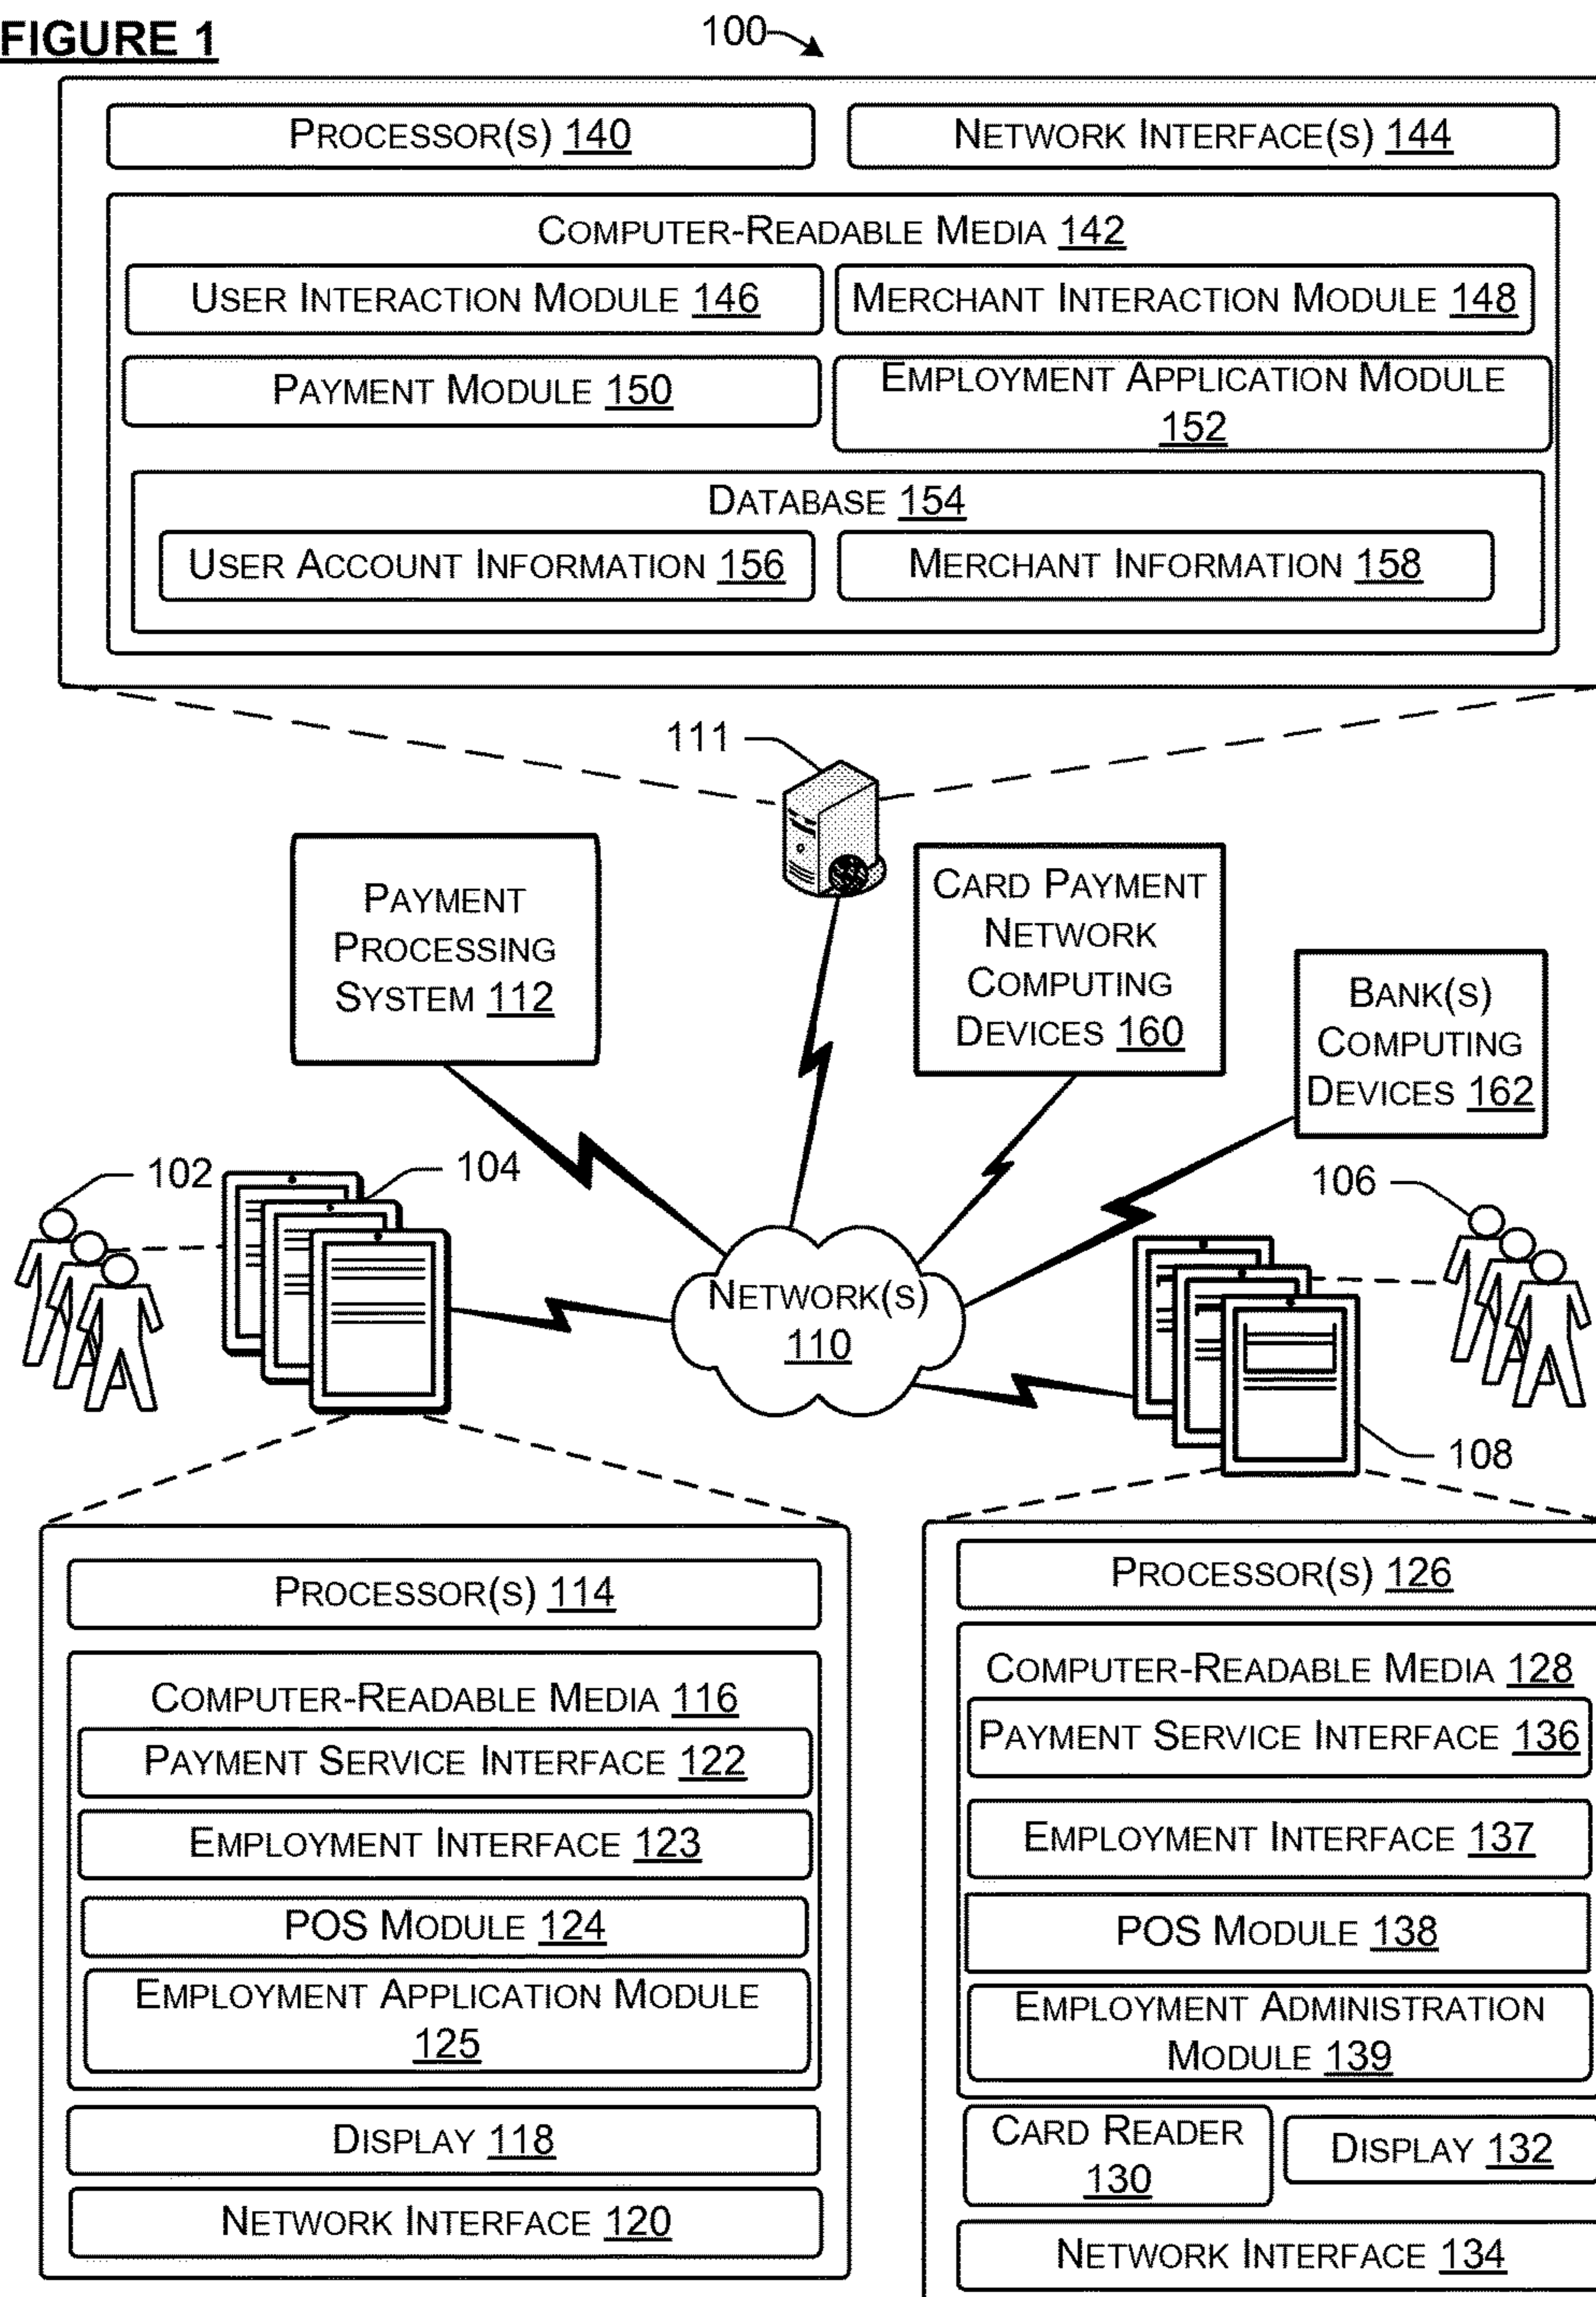 FIGURE 1
100
PROCESSOR(S) 140
NETWORK INTERFACE(S) 144
COMPUTER-READABLE MEDIA 142
USER INTERACTION MODULE 146
MERCHANT INTERACTION MODULE 148
PAYMENT MODULE 150
EMPLOYMENT APPLICATION MODULE
152
DATABASE 154
USER ACCOUNT INFORMATION 156
MERCHANT INFORMATION 158
111
PAYMENT
PROCESSING
SYSTEM 112
CARD PAYMENT
NETWORK
COMPUTING
DEVICES 160
BANK(S)
COMPUTING
DEVICES 162
102
104
106
NETWORK(S)
110
108
PROCESSOR(S) 114
COMPUTER-READABLE MEDIA 116
PAYMENT SERVICE INTERFACE 122
EMPLOYMENT INTERFACE 123
POS MODULE 124
EMPLOYMENT APPLICATION MODULE
125
DISPLAY 118
NETWORK INTERFACE 120
PROCESSOR(S) 126
COMPUTER-READABLE MEDIA 128
PAYMENT SERVICE INTERFACE 136
EMPLOYMENT INTERFACE 137
POS MODULE 138
EMPLOYMENT ADMINISTRATION
MODULE 139
CARD READER
130
DISPLAY 132
NETWORK INTERFACE 134